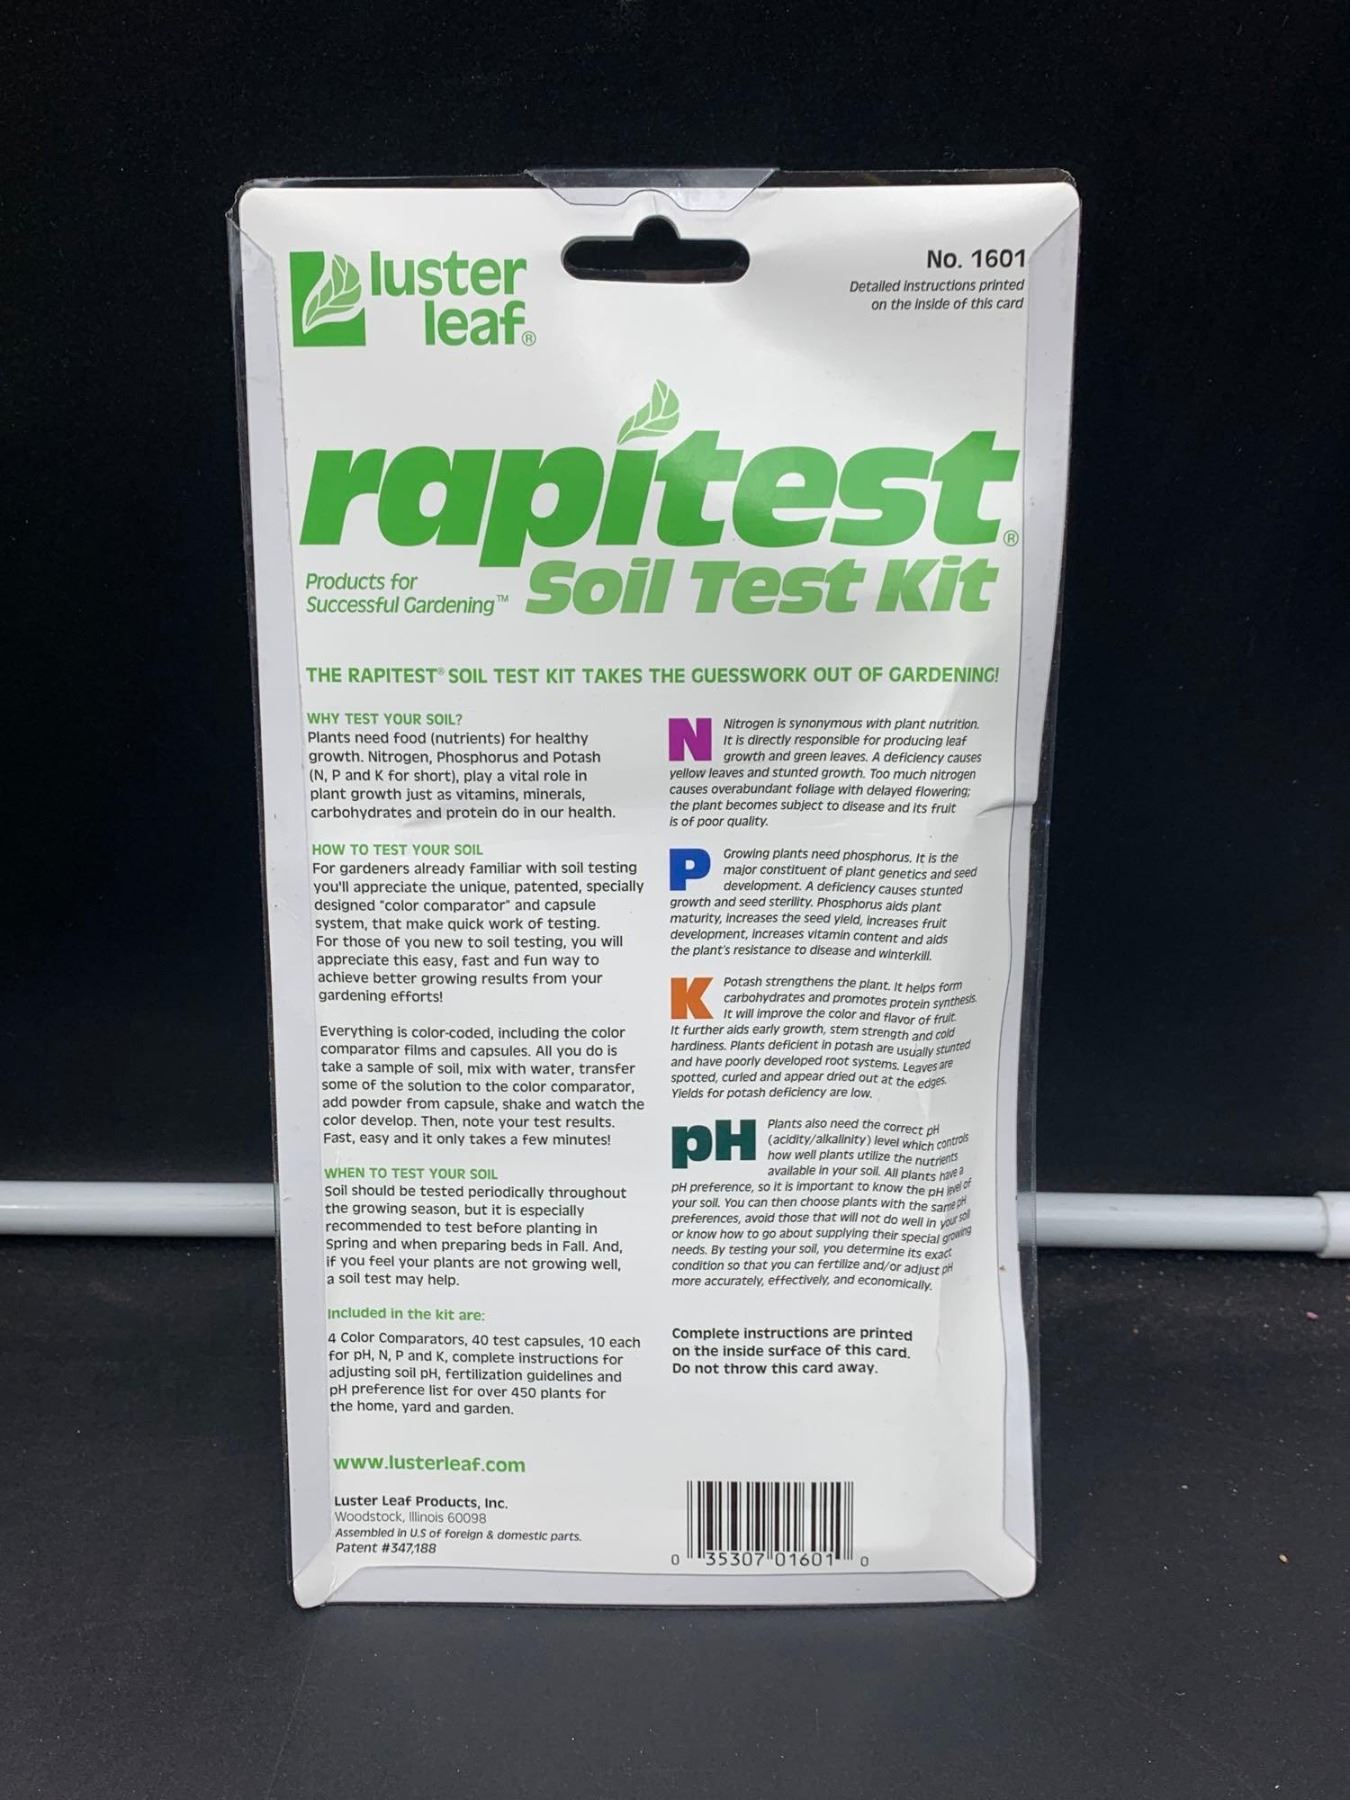 luster
leaf®
No. 1601
Detailed instructions printed
on the inside of this card
rapitest®
Products for
Successful Gardening™
Soil Test Kit
THE RAPITEST® SOIL TEST KIT TAKES THE GUESSWORK OUT OF GARDENING!
WHY TEST YOUR SOIL?
Plants need food (nutrients) for healthy
growth. Nitrogen, Phosphorus and Potash
(N, P and K for short), play a vital role in
plant growth just as vitamins, minerals,
carbohydrates and protein do in our health.
HOW TO TEST YOUR SOIL
For gardeners already familiar with soil testing
you'll appreciate the unique, patented, specially
designed "color comparator" and capsule
system, that make quick work of testing.
For those of you new to soil testing, you will
appreciate this easy, fast and fun way to
achieve better growing results from your
gardening efforts!
Everything is color-coded, including the color
comparator films and capsules. All you do is
take a sample of soil, mix with water, transfer
some of the solution to the color comparator,
add powder from capsule, shake and watch the
color develop. Then, note your test results.
Fast, easy and it only takes a few minutes!
WHEN TO TEST YOUR SOIL
Soil should be tested periodically throughout
the growing season, but it is especially
recommended to test before planting in
Spring and when preparing beds in Fall. And,
if you feel your plants are not growing well,
a soil test may help.
Included in the kit are:
4 Color Comparators, 40 test capsules, 10 each
for pH, N, P and K, complete instructions for
adjusting soil pH, fertilization guidelines and
pH preference list for over 450 plants for
the home, yard and garden.
www.lusterleaf.com
Luster Leaf Products, Inc.
Woodstock, Illinois 60098
Assembled in U.S of foreign & domestic parts.
Patent #347,188
N
Nitrogen is synonymous with plant nutrition.
It is directly responsible for producing leaf
growth and green leaves. A deficiency causes
yellow leaves and stunted growth. Too much nitrogen
causes overabundant foliage with delayed flowering;
the plant becomes subject to disease and its fruit
is of poor quality.
P
Growing plants need phosphorus. It is the
major constituent of plant genetics and seed
development. A deficiency causes stunted
growth and seed sterility. Phosphorus aids plant
maturity, increases the seed yield, increases fruit
development, increases vitamin content and aids
the plant's resistance to disease and winterkill.
K
Potash strengthens the plant. It helps form
carbohydrates and promotes protein synthesis.
It will improve the color and flavor of fruit.
It further aids early growth, stem strength and cold
hardiness. Plants deficient in potash are usually stunted
and have poorly developed root systems. Leaves are
spotted, curled and appear dried out at the edges.
Yields for potash deficiency are low.
pH
Plants also need the correct pH
(acidity/alkalinity) level which controls
how well plants utilize the nutrients
available in your soil. All plants have a
pH preference, so it is important to know the pH level of
your soil. You can then choose plants with the same pH
preferences, avoid those that will not do well in your soil
or know how to go about supplying their special growing
needs. By testing your soil, you determine its exact
condition so that you can fertilize and/or adjust pH
more accurately, effectively, and economically.
Complete instructions are printed
on the inside surface of this card.
Do not throw this card away.
0 35307 01601 0